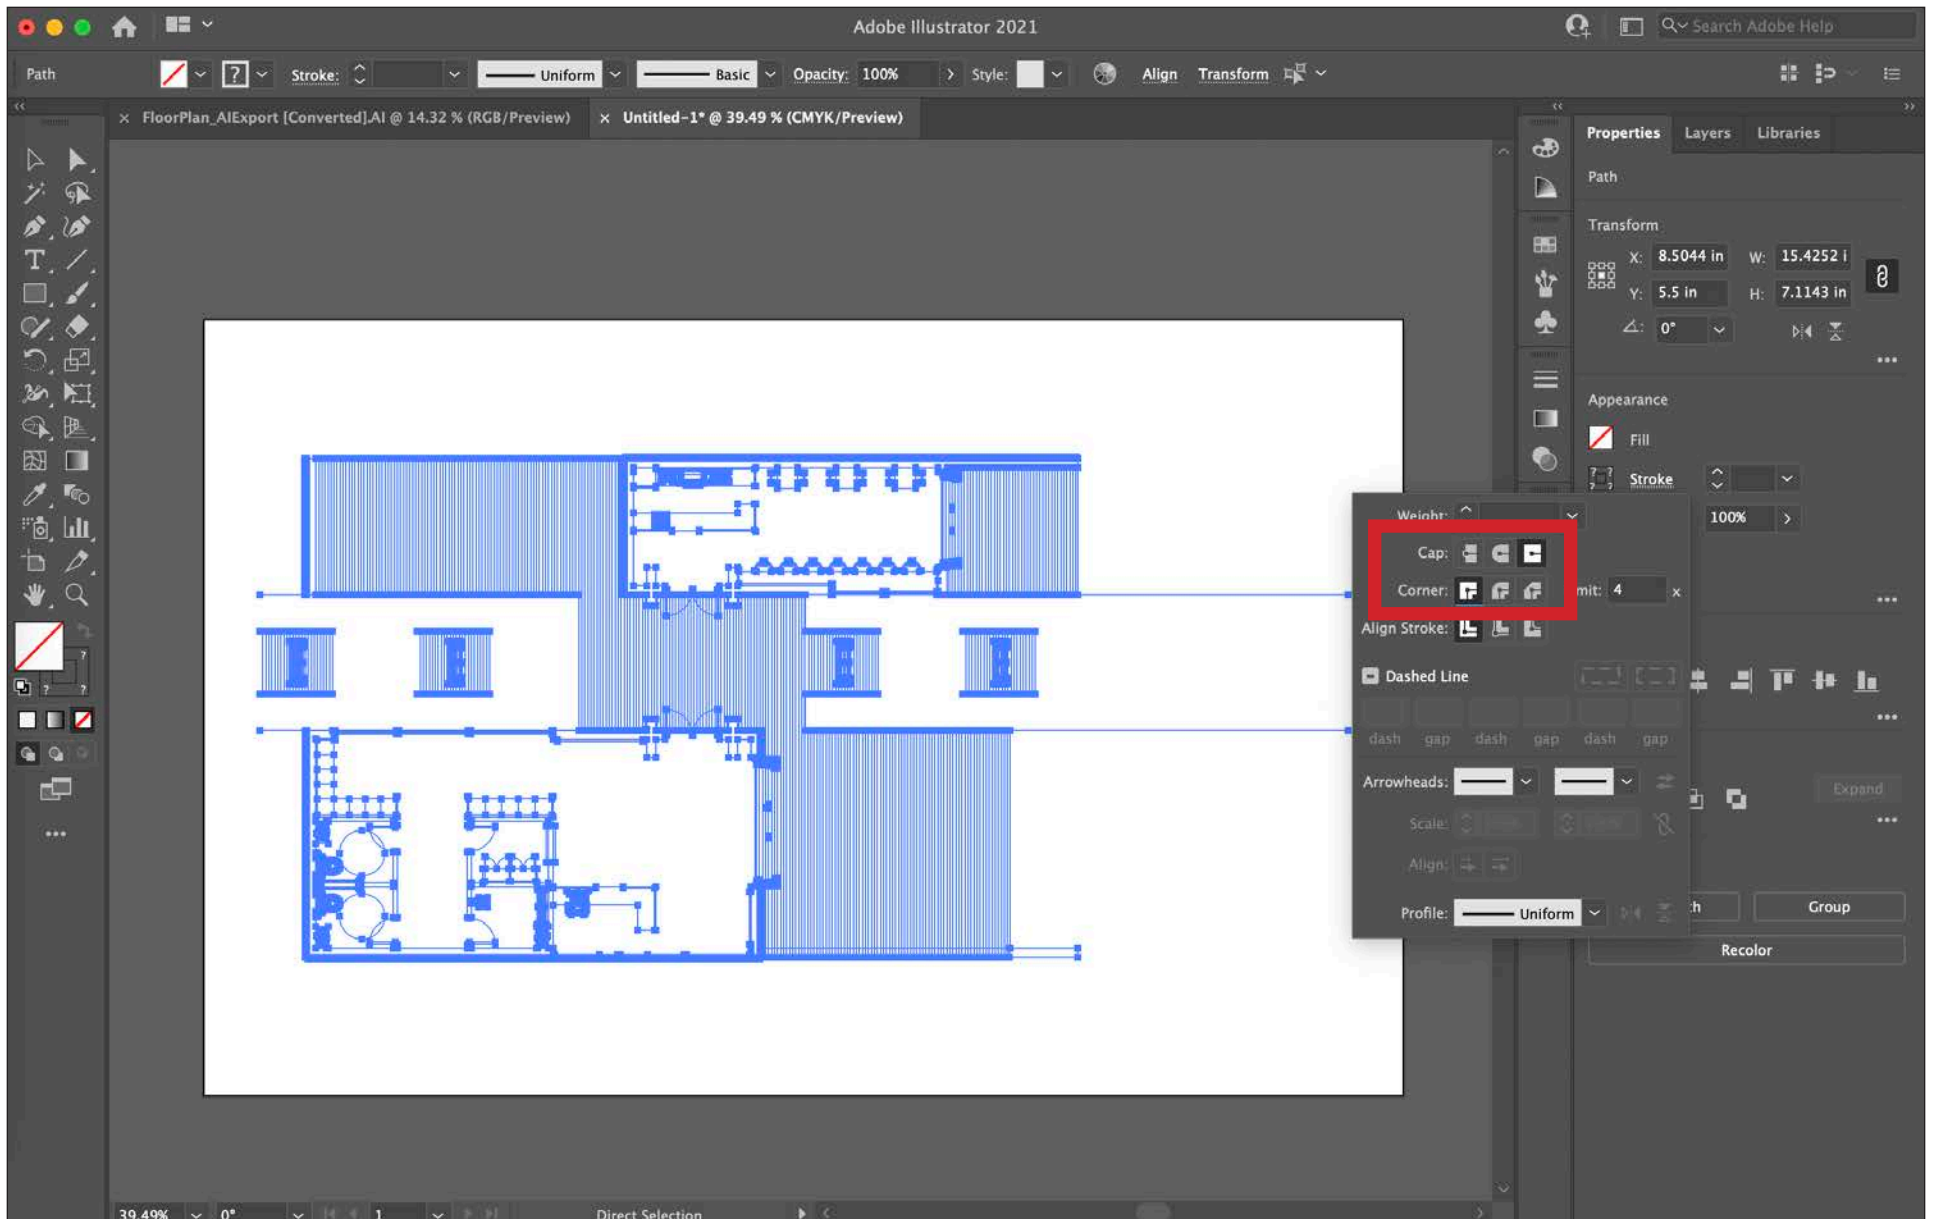 Adobe Illustrator 2021
Search Adobe Help
Path
?
Stroke:
Uniform
Basic
Opacity:
100%
Style:
Align
Transform
× FloorPlan_AIExport [Converted].AI @ 14.32 % (RGB/Preview)
× Untitled-1* @ 39.49 % (CMYK/Preview)
Properties
Layers
Libraries
Path
Transform
X: 8.5044 in
W: 15.4252 i
Y: 5.5 in
H: 7.1143 in
0°
Appearance
Fill
Stroke
100%
Weight:
Cap:
Corner:
mit: 4 x
Align Stroke:
Dashed Line
dash gap dash gap dash gap
Arrowheads:
Scale:
Expand
Align:
Profile:
Uniform
th
Group
Recolor
39.49%
0°
1
Direct Selection